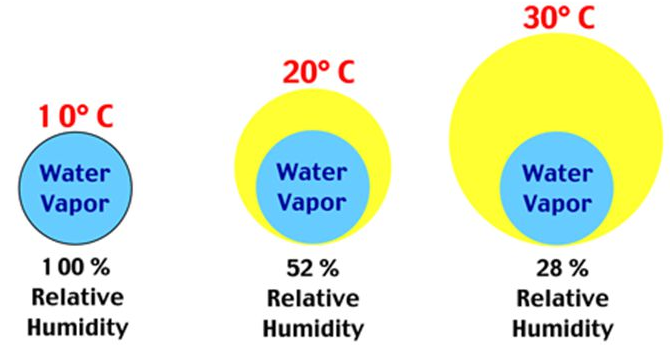 10° C
Water
Vapor
100 %
Relative
Humidity
20° C
Water
Vapor
52 %
Relative
Humidity
30° C
Water
Vapor
28 %
Relative
Humidity